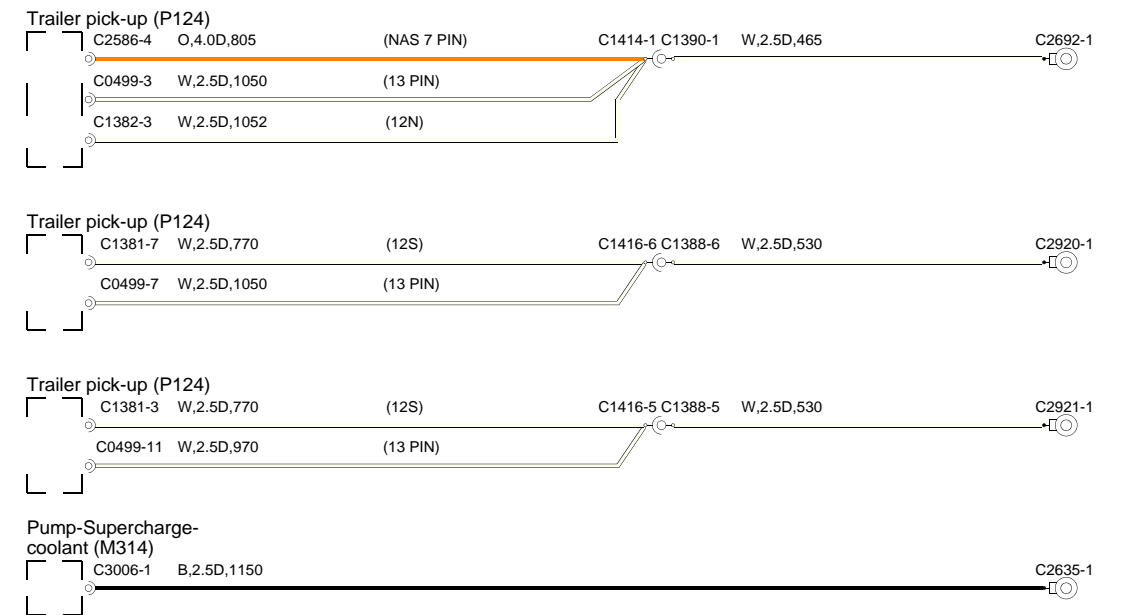 Trailer pick-up (P124)
C2586-4 O,4.0D,805 (NAS 7 PIN) C1414-1 C1390-1 W,2.5D,465 C2692-1
C0499-3 W,2.5D,1050 (13 PIN)
C1382-3 W,2.5D,1052 (12N)
Trailer pick-up (P124)
C1381-7 W,2.5D,770 (12S) C1416-6 C1388-6 W,2.5D,530 C2920-1
C0499-7 W,2.5D,1050 (13 PIN)
Trailer pick-up (P124)
C1381-3 W,2.5D,770 (12S) C1416-5 C1388-5 W,2.5D,530 C2921-1
C0499-11 W,2.5D,970 (13 PIN)
Pump-Supercharge-
coolant (M314)
C3006-1 B,2.5D,1150 C2635-1